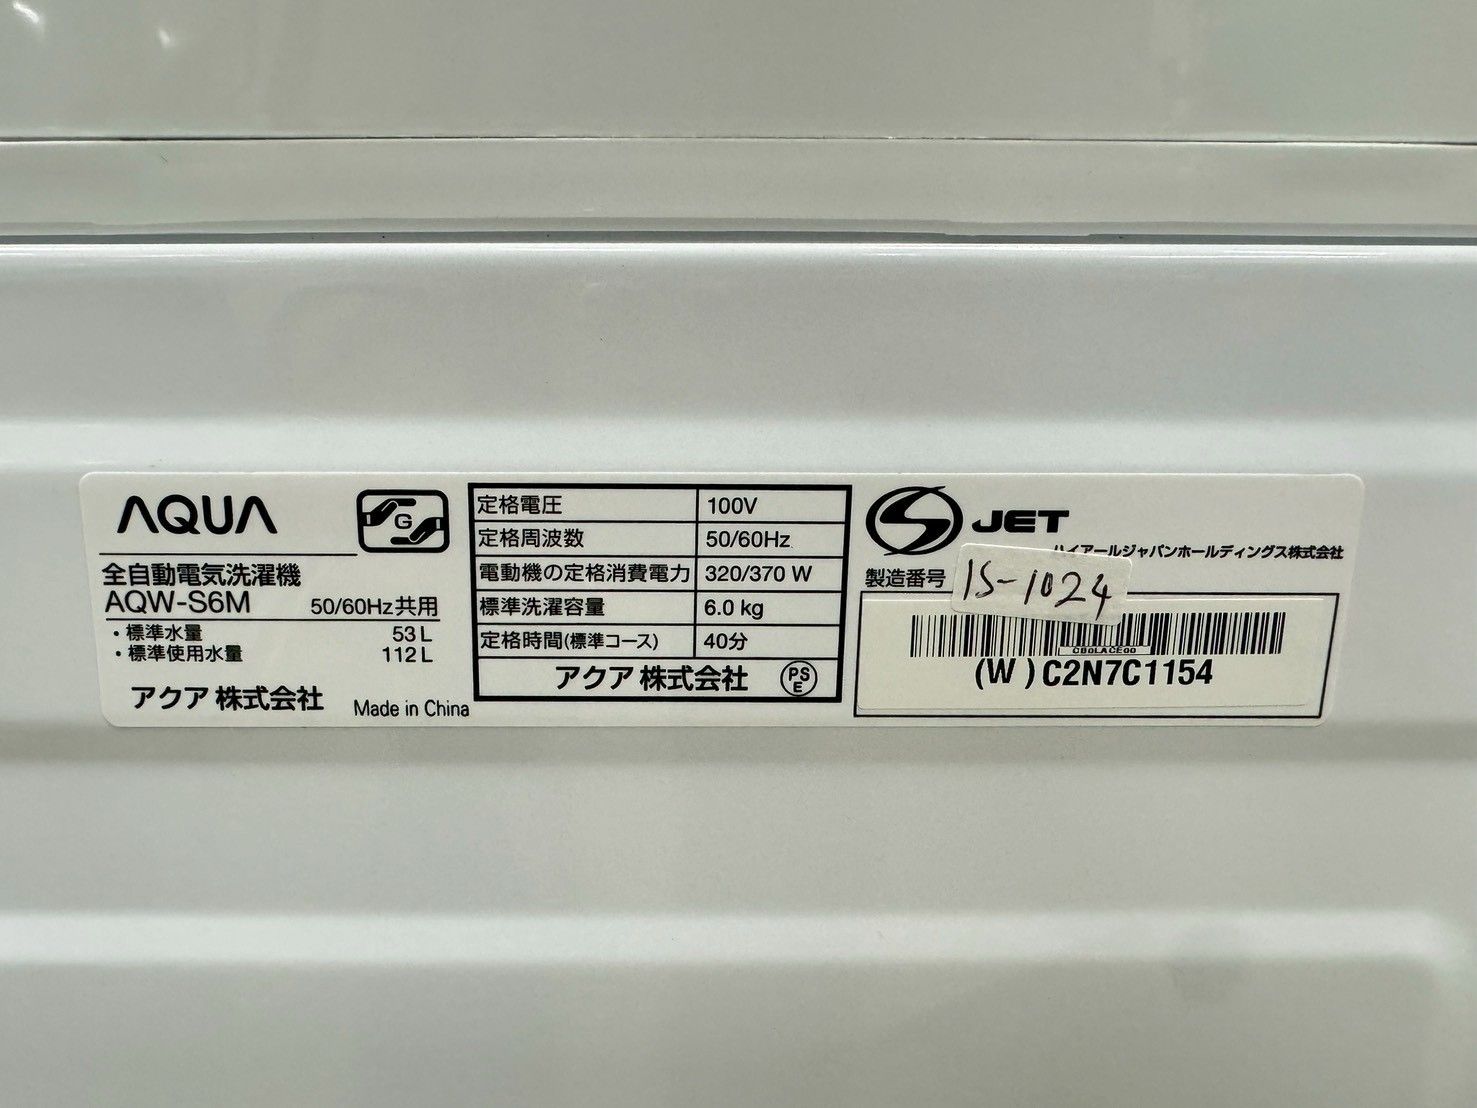 AQUA
G
全自動電気洗濯機
AQW-S6M 50/60Hz共用
・標準水量 53L
・標準使用水量 112L
アクア 株式会社 Made in China
定格電圧 100V
定格周波数 50/60Hz
電動機の定格消費電力 320/370 W
標準洗濯容量 6.0 kg
定格時間(標準コース) 40分
アクア 株式会社 PS E
JET
ハイアールジャパンホールディングス株式会社
製造番号 IS-1024
CB0LACE00
(W) C2N7C1154